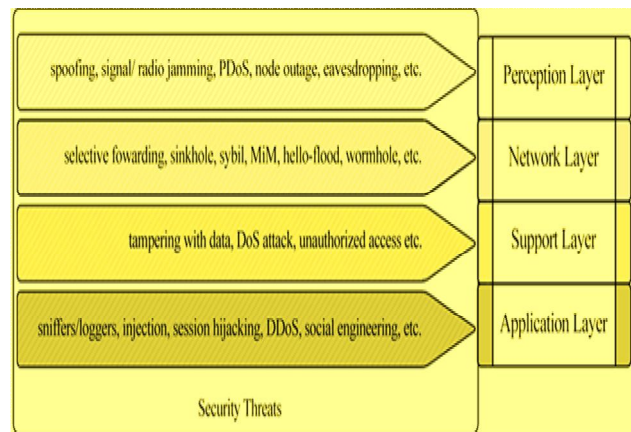 spoofing, signal/ radio jamming, PDoS, node outage, eavesdropping, etc.
Perception Layer
selective fowarding, sinkhole, sybil, MiM, hello-flood, wormhole, etc.
Network Layer
tampering with data, DoS attack, unauthorized access etc.
Support Layer
sniffers/loggers, injection, session hijacking, DDoS, social engineering, etc.
Application Layer
Security Threats